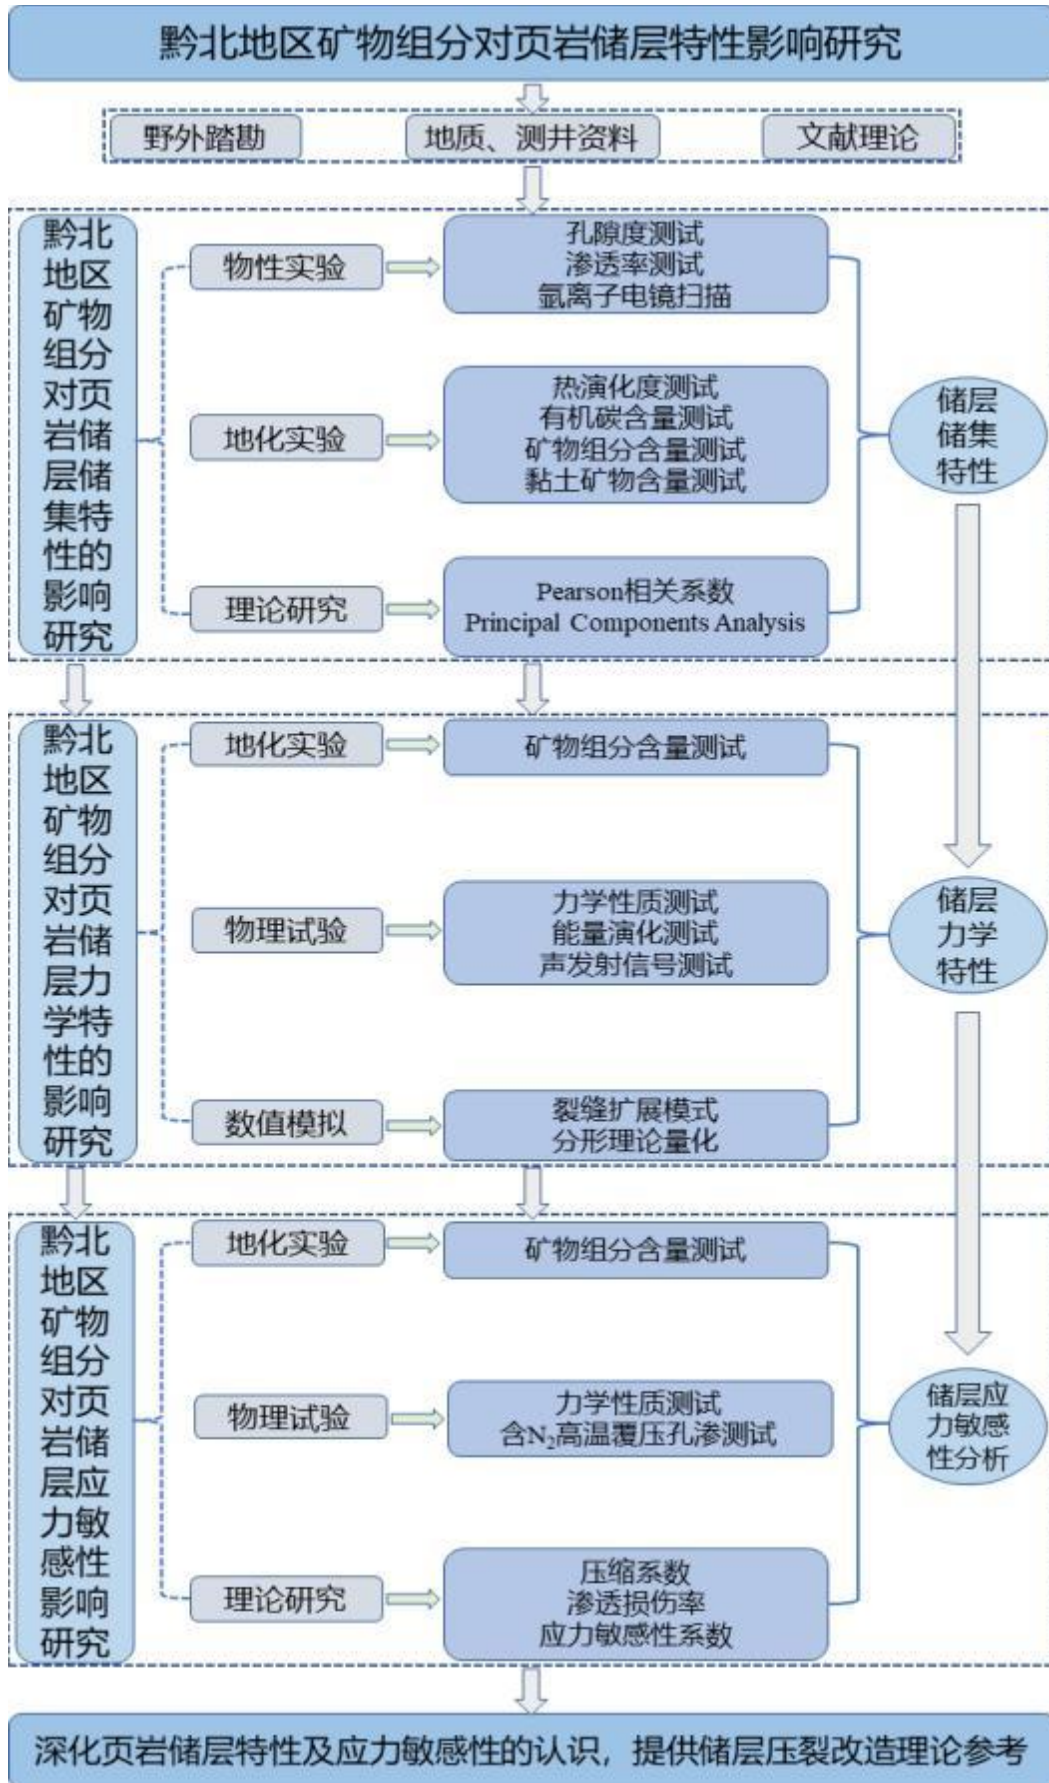 黔北地区矿物组分对页岩储层特性影响研究
野外踏勘
地质、测井资料
文献理论
黔北
地区
矿物
组分
对页
岩储
层储
集特
性的
影响
研究
物性实验
孔隙度测试
渗透率测试
氩离子电镜扫描
地化实验
热演化度测试
有机碳含量测试
矿物组分含量测试
黏土矿物含量测试
理论研究
Pearson相关系数
Principal Components Analysis
储层
储集
特性
黔北
地区
矿物
组分
对页
岩储
层力
学特
性的
影响
研究
地化实验
矿物组分含量测试
物理试验
力学性质测试
能量演化测试
声发射信号测试
数值模拟
裂缝扩展模式
分形理论量化
储层
力学
特性
黔北
地区
矿物
组分
对页
岩储
层应
力敏
感性
影响
研究
地化实验
矿物组分含量测试
物理试验
力学性质测试
含N₂高温覆压孔渗测试
理论研究
压缩系数
渗透损伤率
应力敏感性系数
储层应
力敏感
性分析
深化页岩储层特性及应力敏感性的认识，提供储层压裂改造理论参考